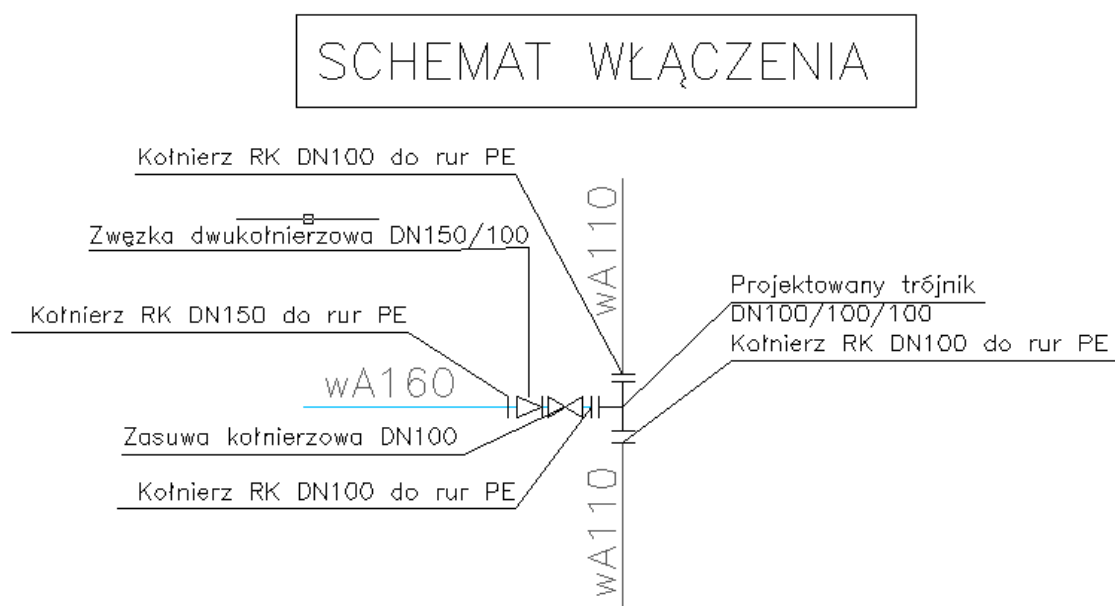 SCHEMAT WŁĄCZENIA
Kołnierz RK DN100 do rur PE
wA110
Zwęzka dwukołnierzowa DN150/100
Projektowany trójnik
DN100/100/100
Kołnierz RK DN150 do rur PE
Kołnierz RK DN100 do rur PE
wA160
Zasuwa kołnierzowa DN100
Kołnierz RK DN100 do rur PE
wA110